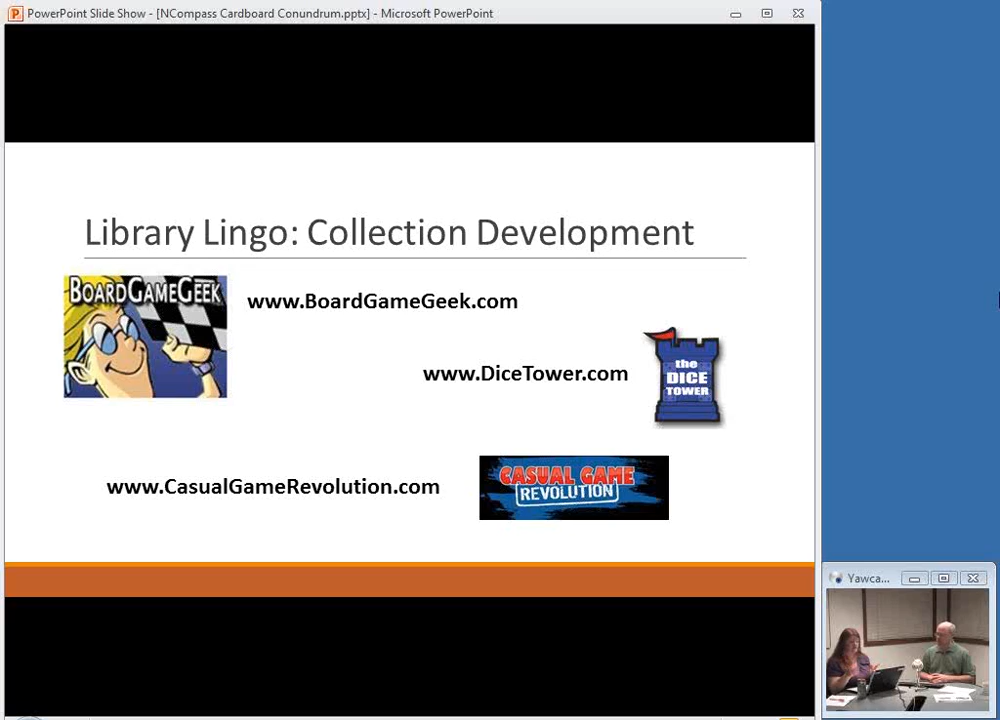 PowerPoint Slide Show - [NCompass Cardboard Conundrum.pptx] - Microsoft PowerPoint
Library Lingo: Collection Development
BOARDGAMEGEEK
www.BoardGameGeek.com
www.DiceTower.com
the
DICE
TOWER
www.CasualGameRevolution.com
CASUAL GAME
REVOLUTION
Yawca...